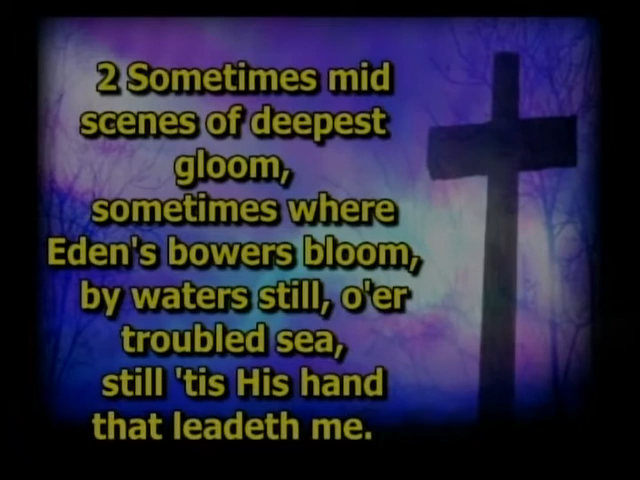 2 Sometimes mid
scenes of deepest
gloom,
sometimes where
Eden's bowers bloom,
by waters still, o'er
troubled sea,
still 'tis His hand
that leadeth me.